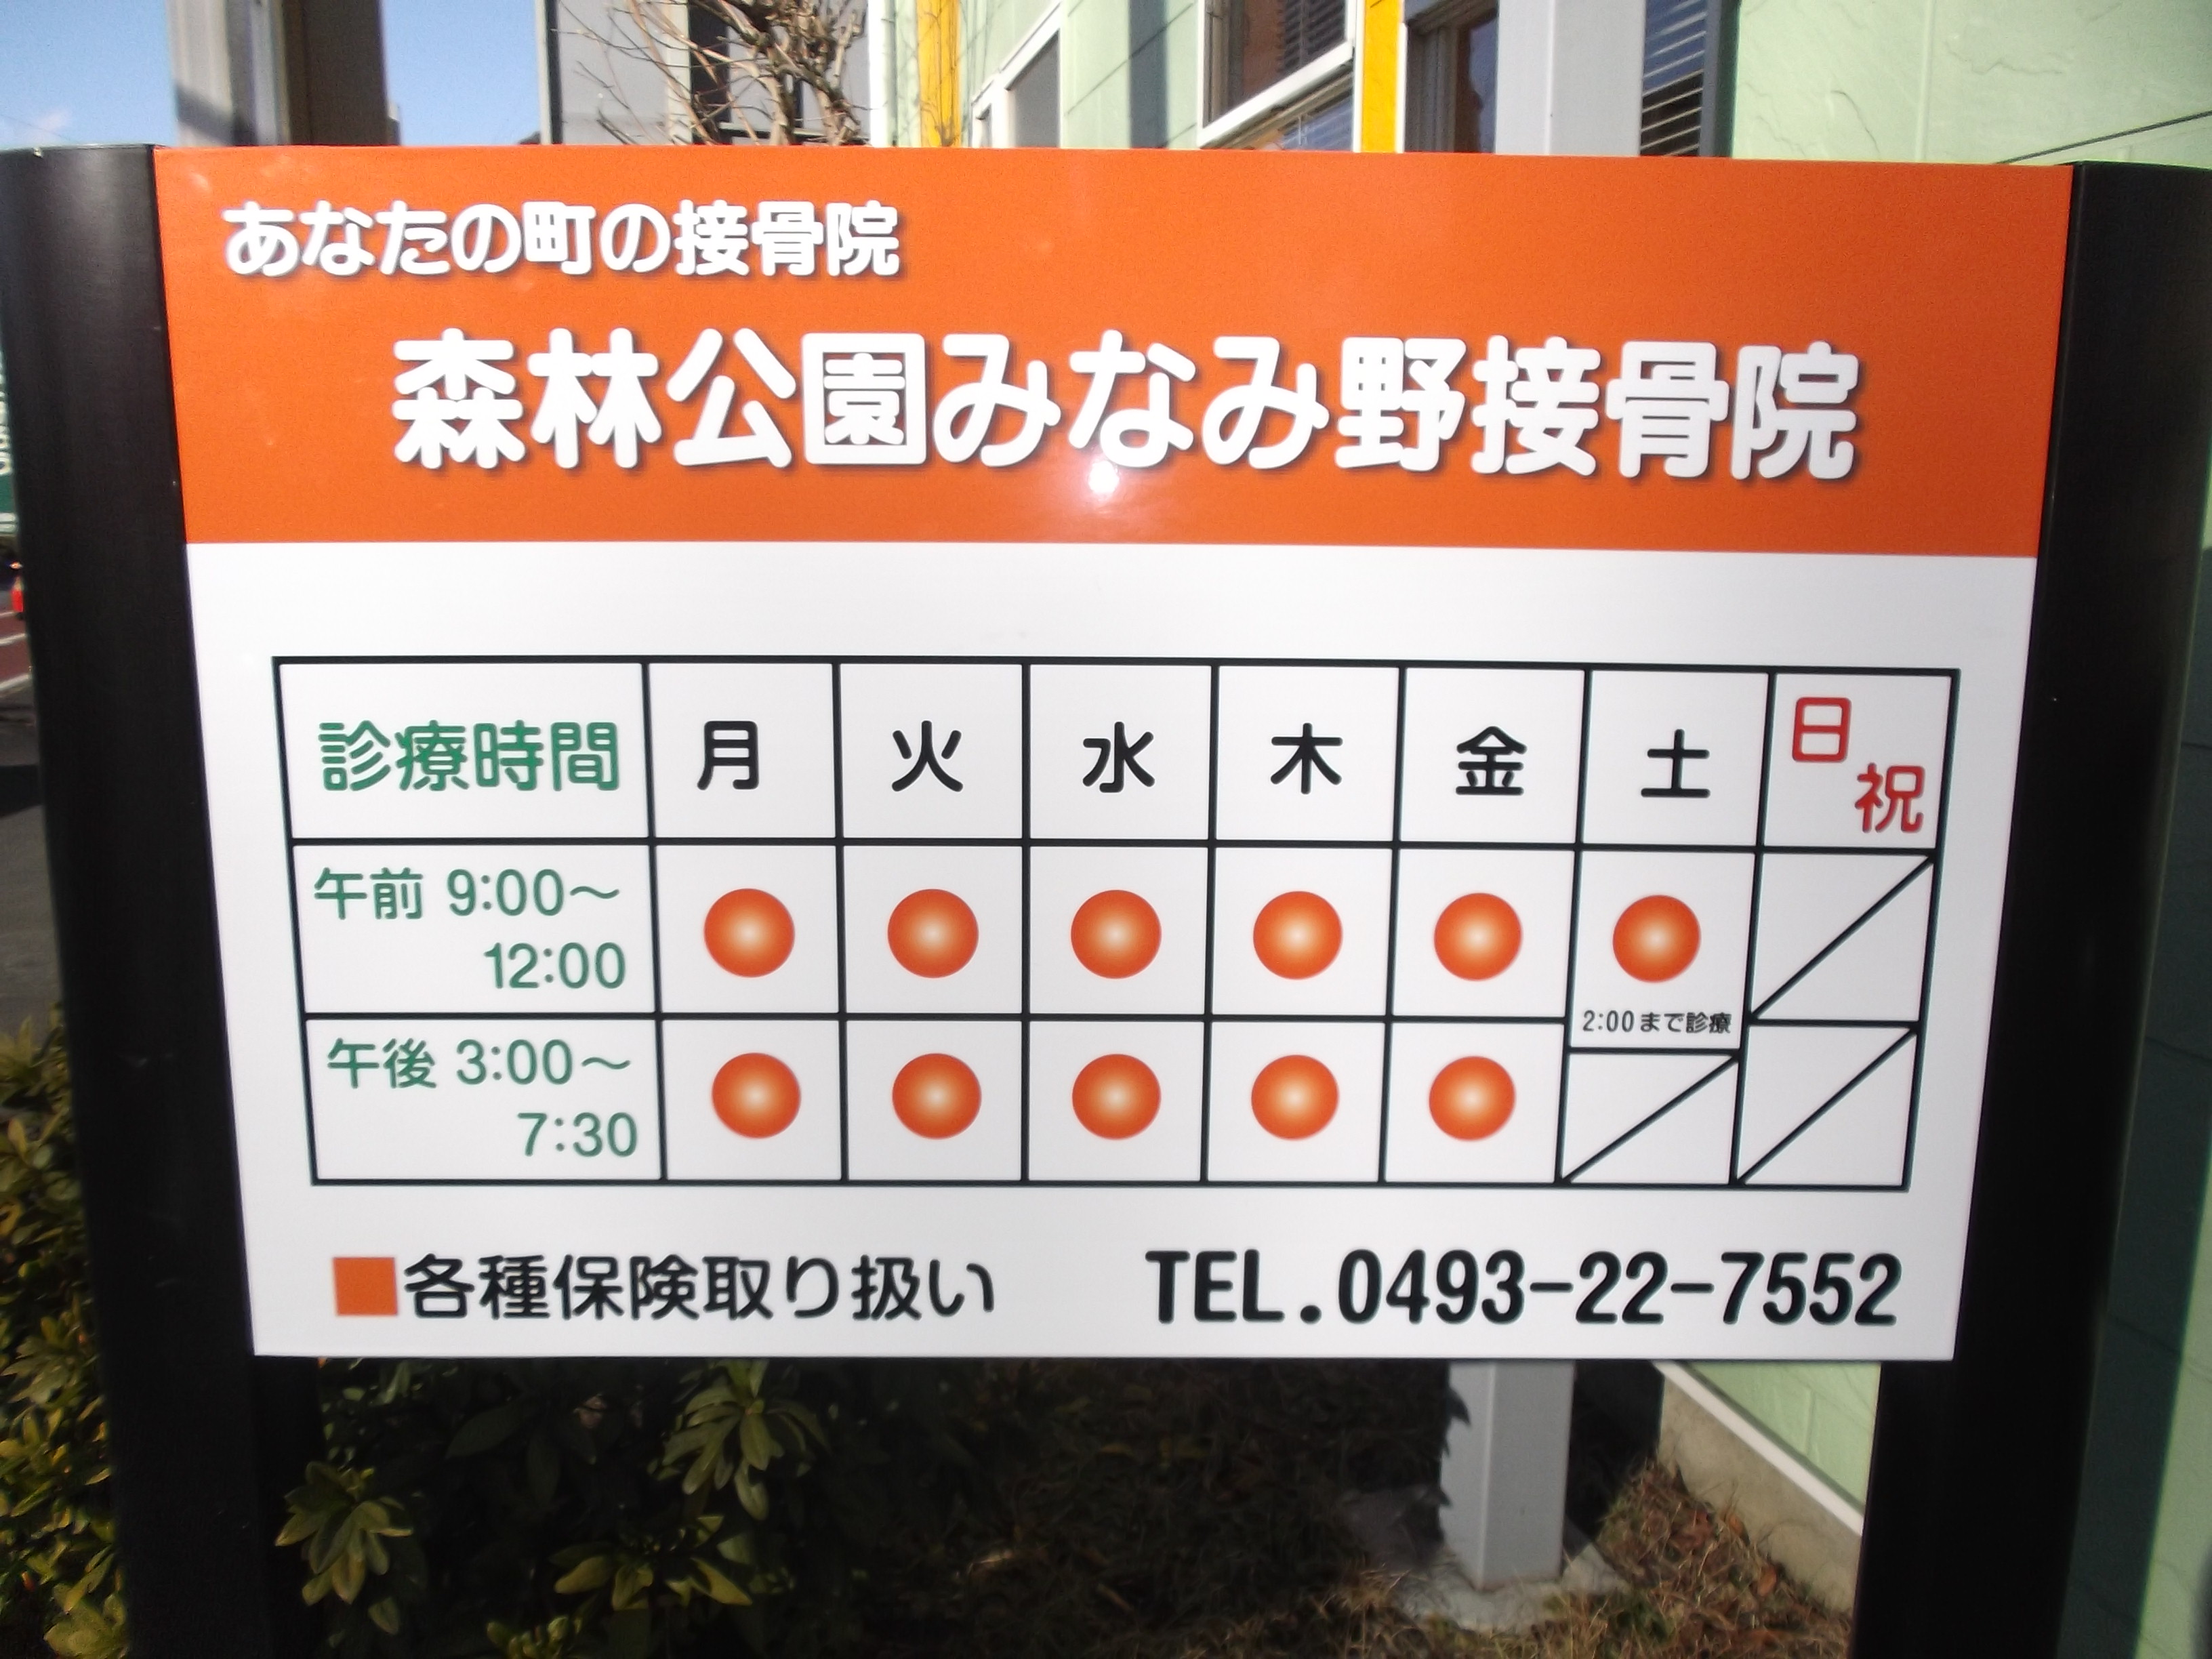 あなたの町の接骨院
森林公園みなみ野接骨院
診療時間 月 火 水 木 金 土 日 祝
午前 9:00～
12:00
2:00まで診療
午後 3:00～
7:30
■各種保険取り扱い TEL.0493-22-7552